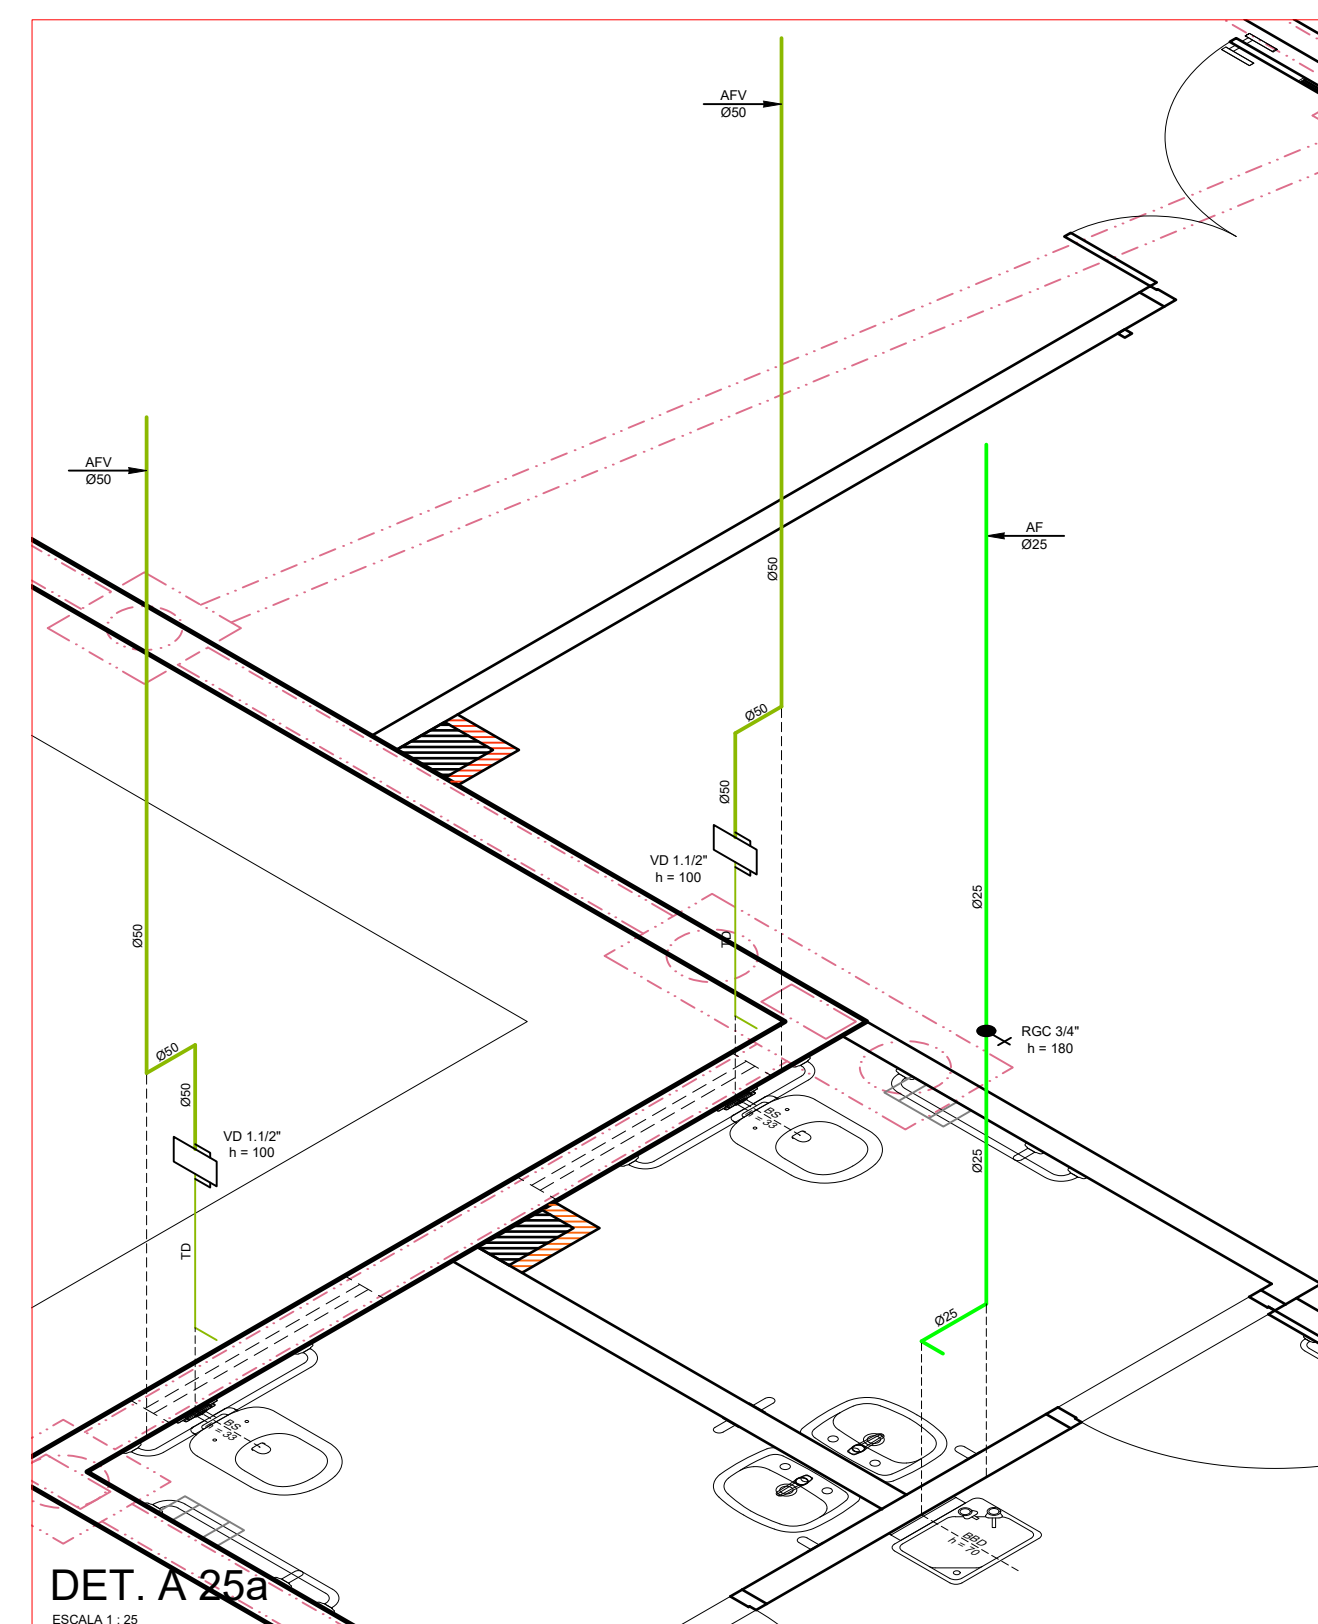 AFV
Ø50
AFV
Ø50
AF
Ø25
Ø50
Ø50
Ø50
VD 1.1/2"
h = 100
Ø25
Ø50
TD
RGC 3/4"
h = 180
Ø50
Ø50
VD 1.1/2"
h = 100
BS
h = 33
Ø25
TD
Ø25
BS
h = 33
BBD
h = 70
DET. A 25a
ESCALA 1 : 25